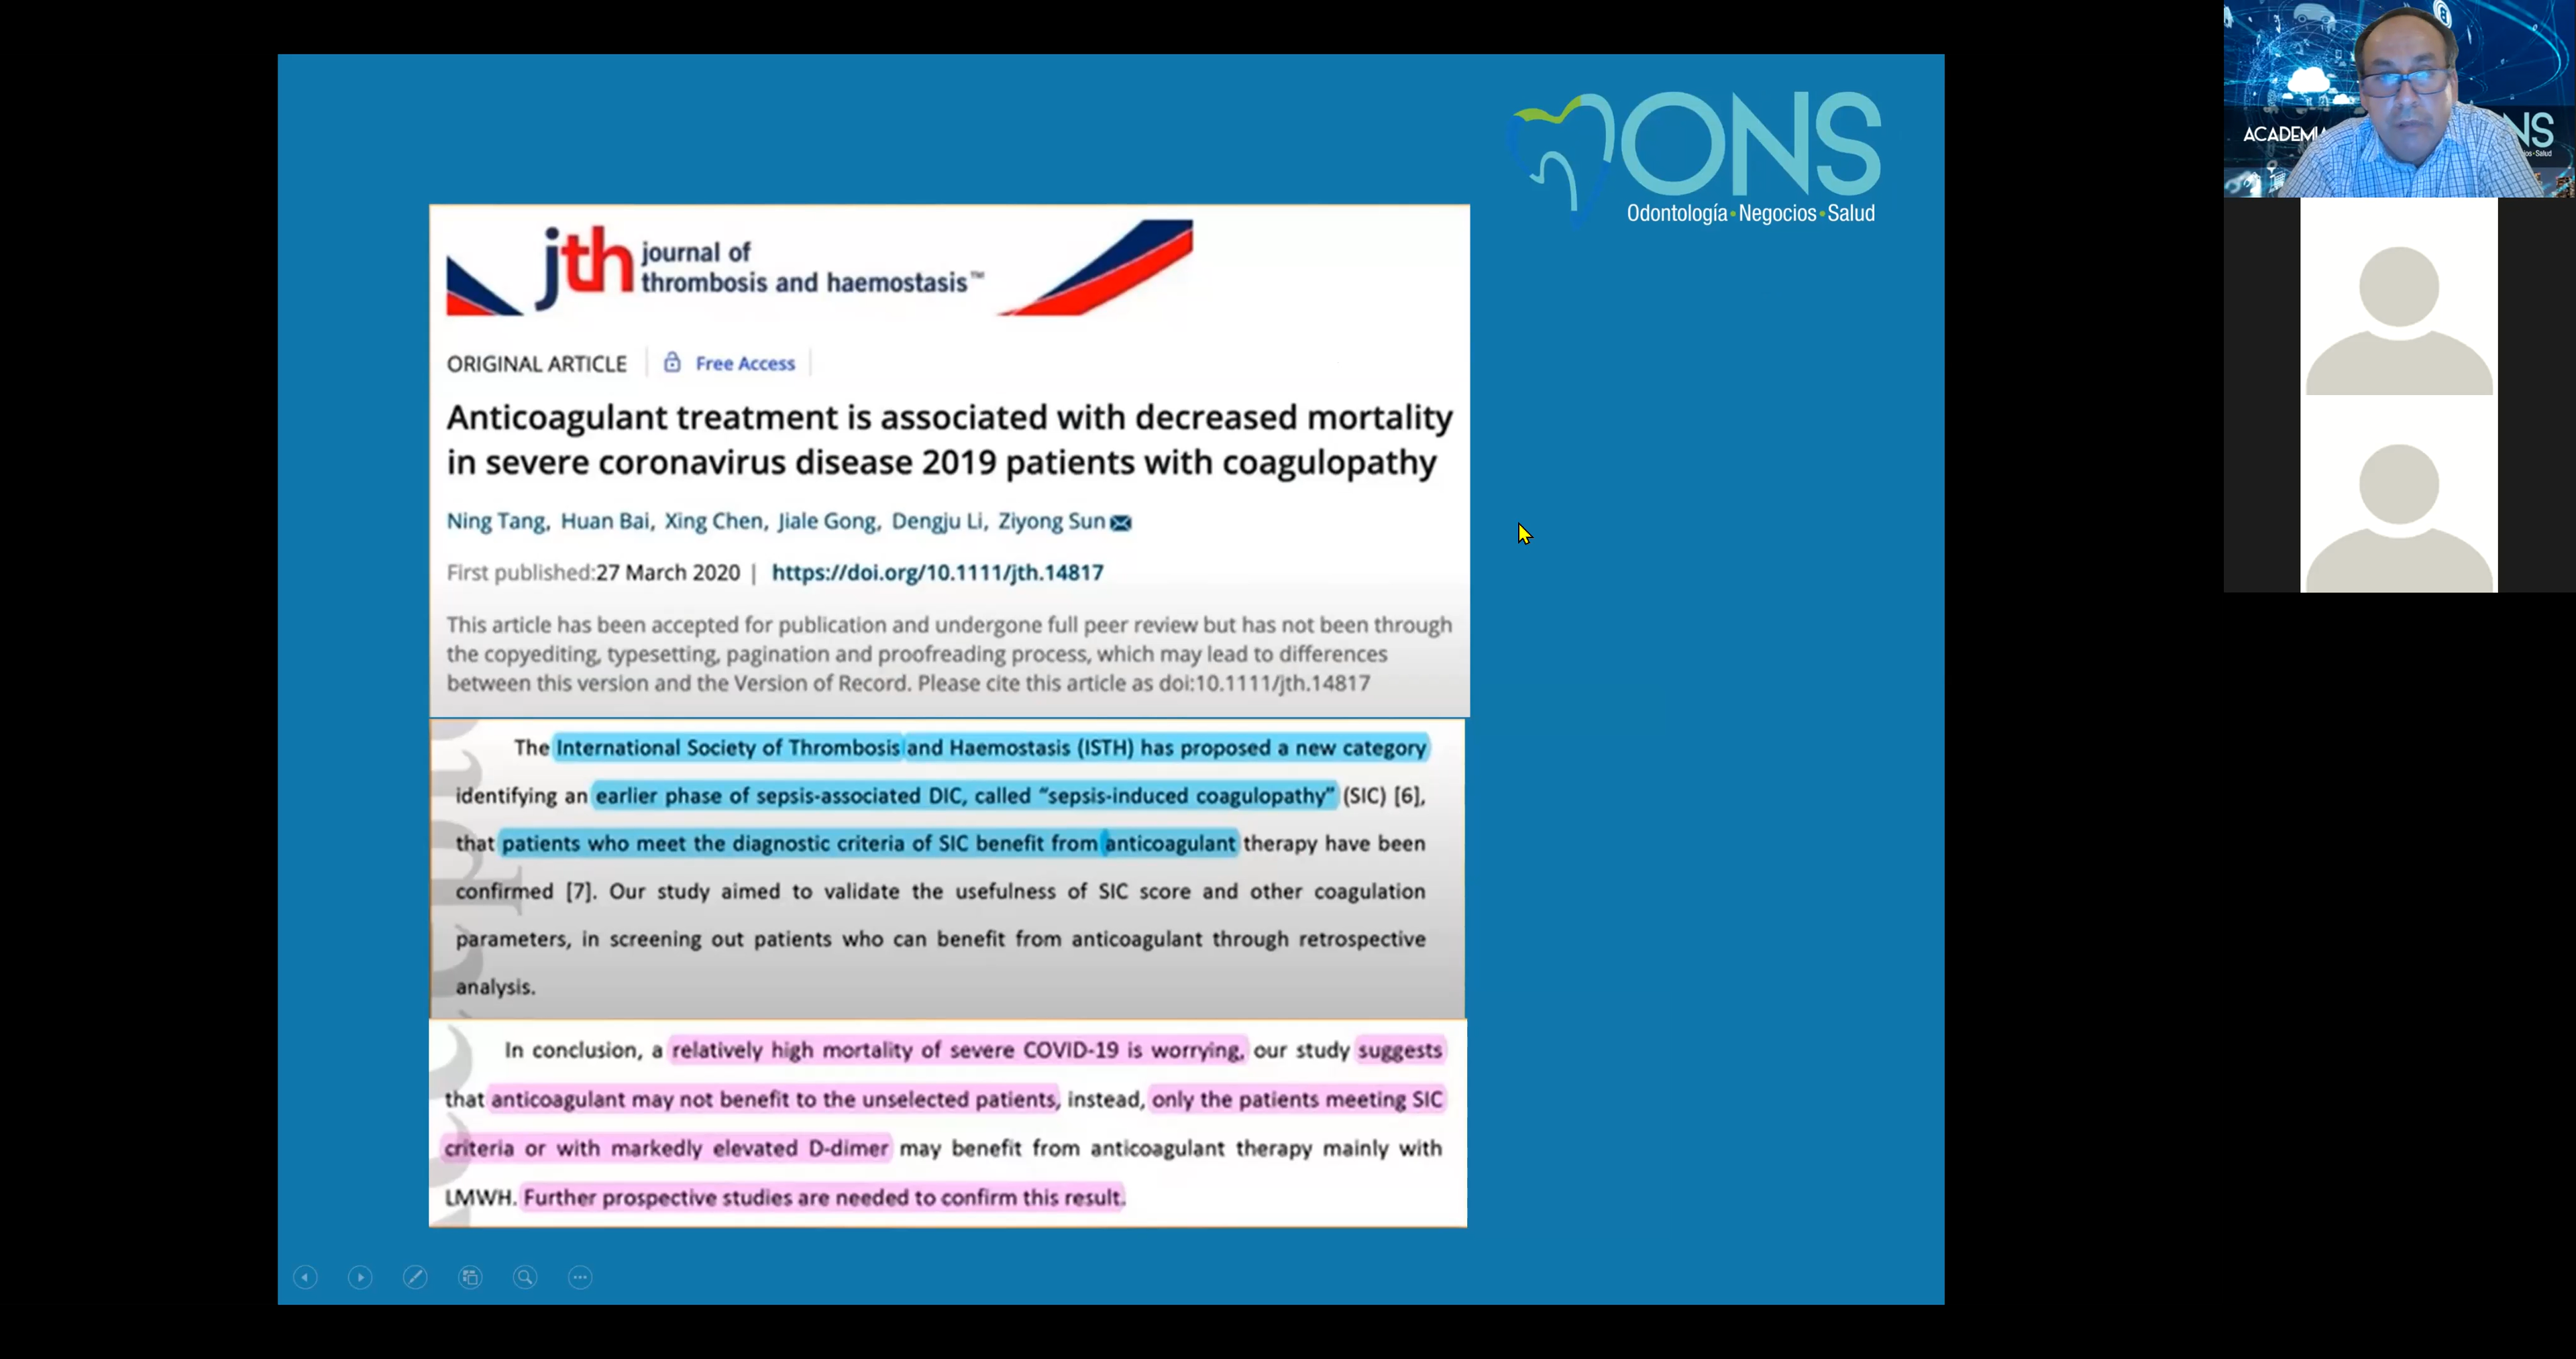 ONS
Odontología • Negocios • Salud
jth journal of
thrombosis and haemostasis™
ORIGINAL ARTICLE Free Access
Anticoagulant treatment is associated with decreased mortality
in severe coronavirus disease 2019 patients with coagulopathy
Ning Tang, Huan Bai, Xing Chen, Jiale Gong, Dengju Li, Ziyong Sun
First published:27 March 2020 | https://doi.org/10.1111/jth.14817
This article has been accepted for publication and undergone full peer review but has not been through
the copyediting, typesetting, pagination and proofreading process, which may lead to differences
between this version and the Version of Record. Please cite this article as doi:10.1111/jth.14817
The International Society of Thrombosis and Haemostasis (ISTH) has proposed a new category
identifying an earlier phase of sepsis-associated DIC, called “sepsis-induced coagulopathy” (SIC) [6],
that patients who meet the diagnostic criteria of SIC benefit from anticoagulant therapy have been
confirmed [7]. Our study aimed to validate the usefulness of SIC score and other coagulation
parameters, in screening out patients who can benefit from anticoagulant through retrospective
analysis.
In conclusion, a relatively high mortality of severe COVID-19 is worrying, our study suggests
that anticoagulant may not benefit to the unselected patients, instead, only the patients meeting SIC
criteria or with markedly elevated D-dimer may benefit from anticoagulant therapy mainly with
LMWH. Further prospective studies are needed to confirm this result.
NS